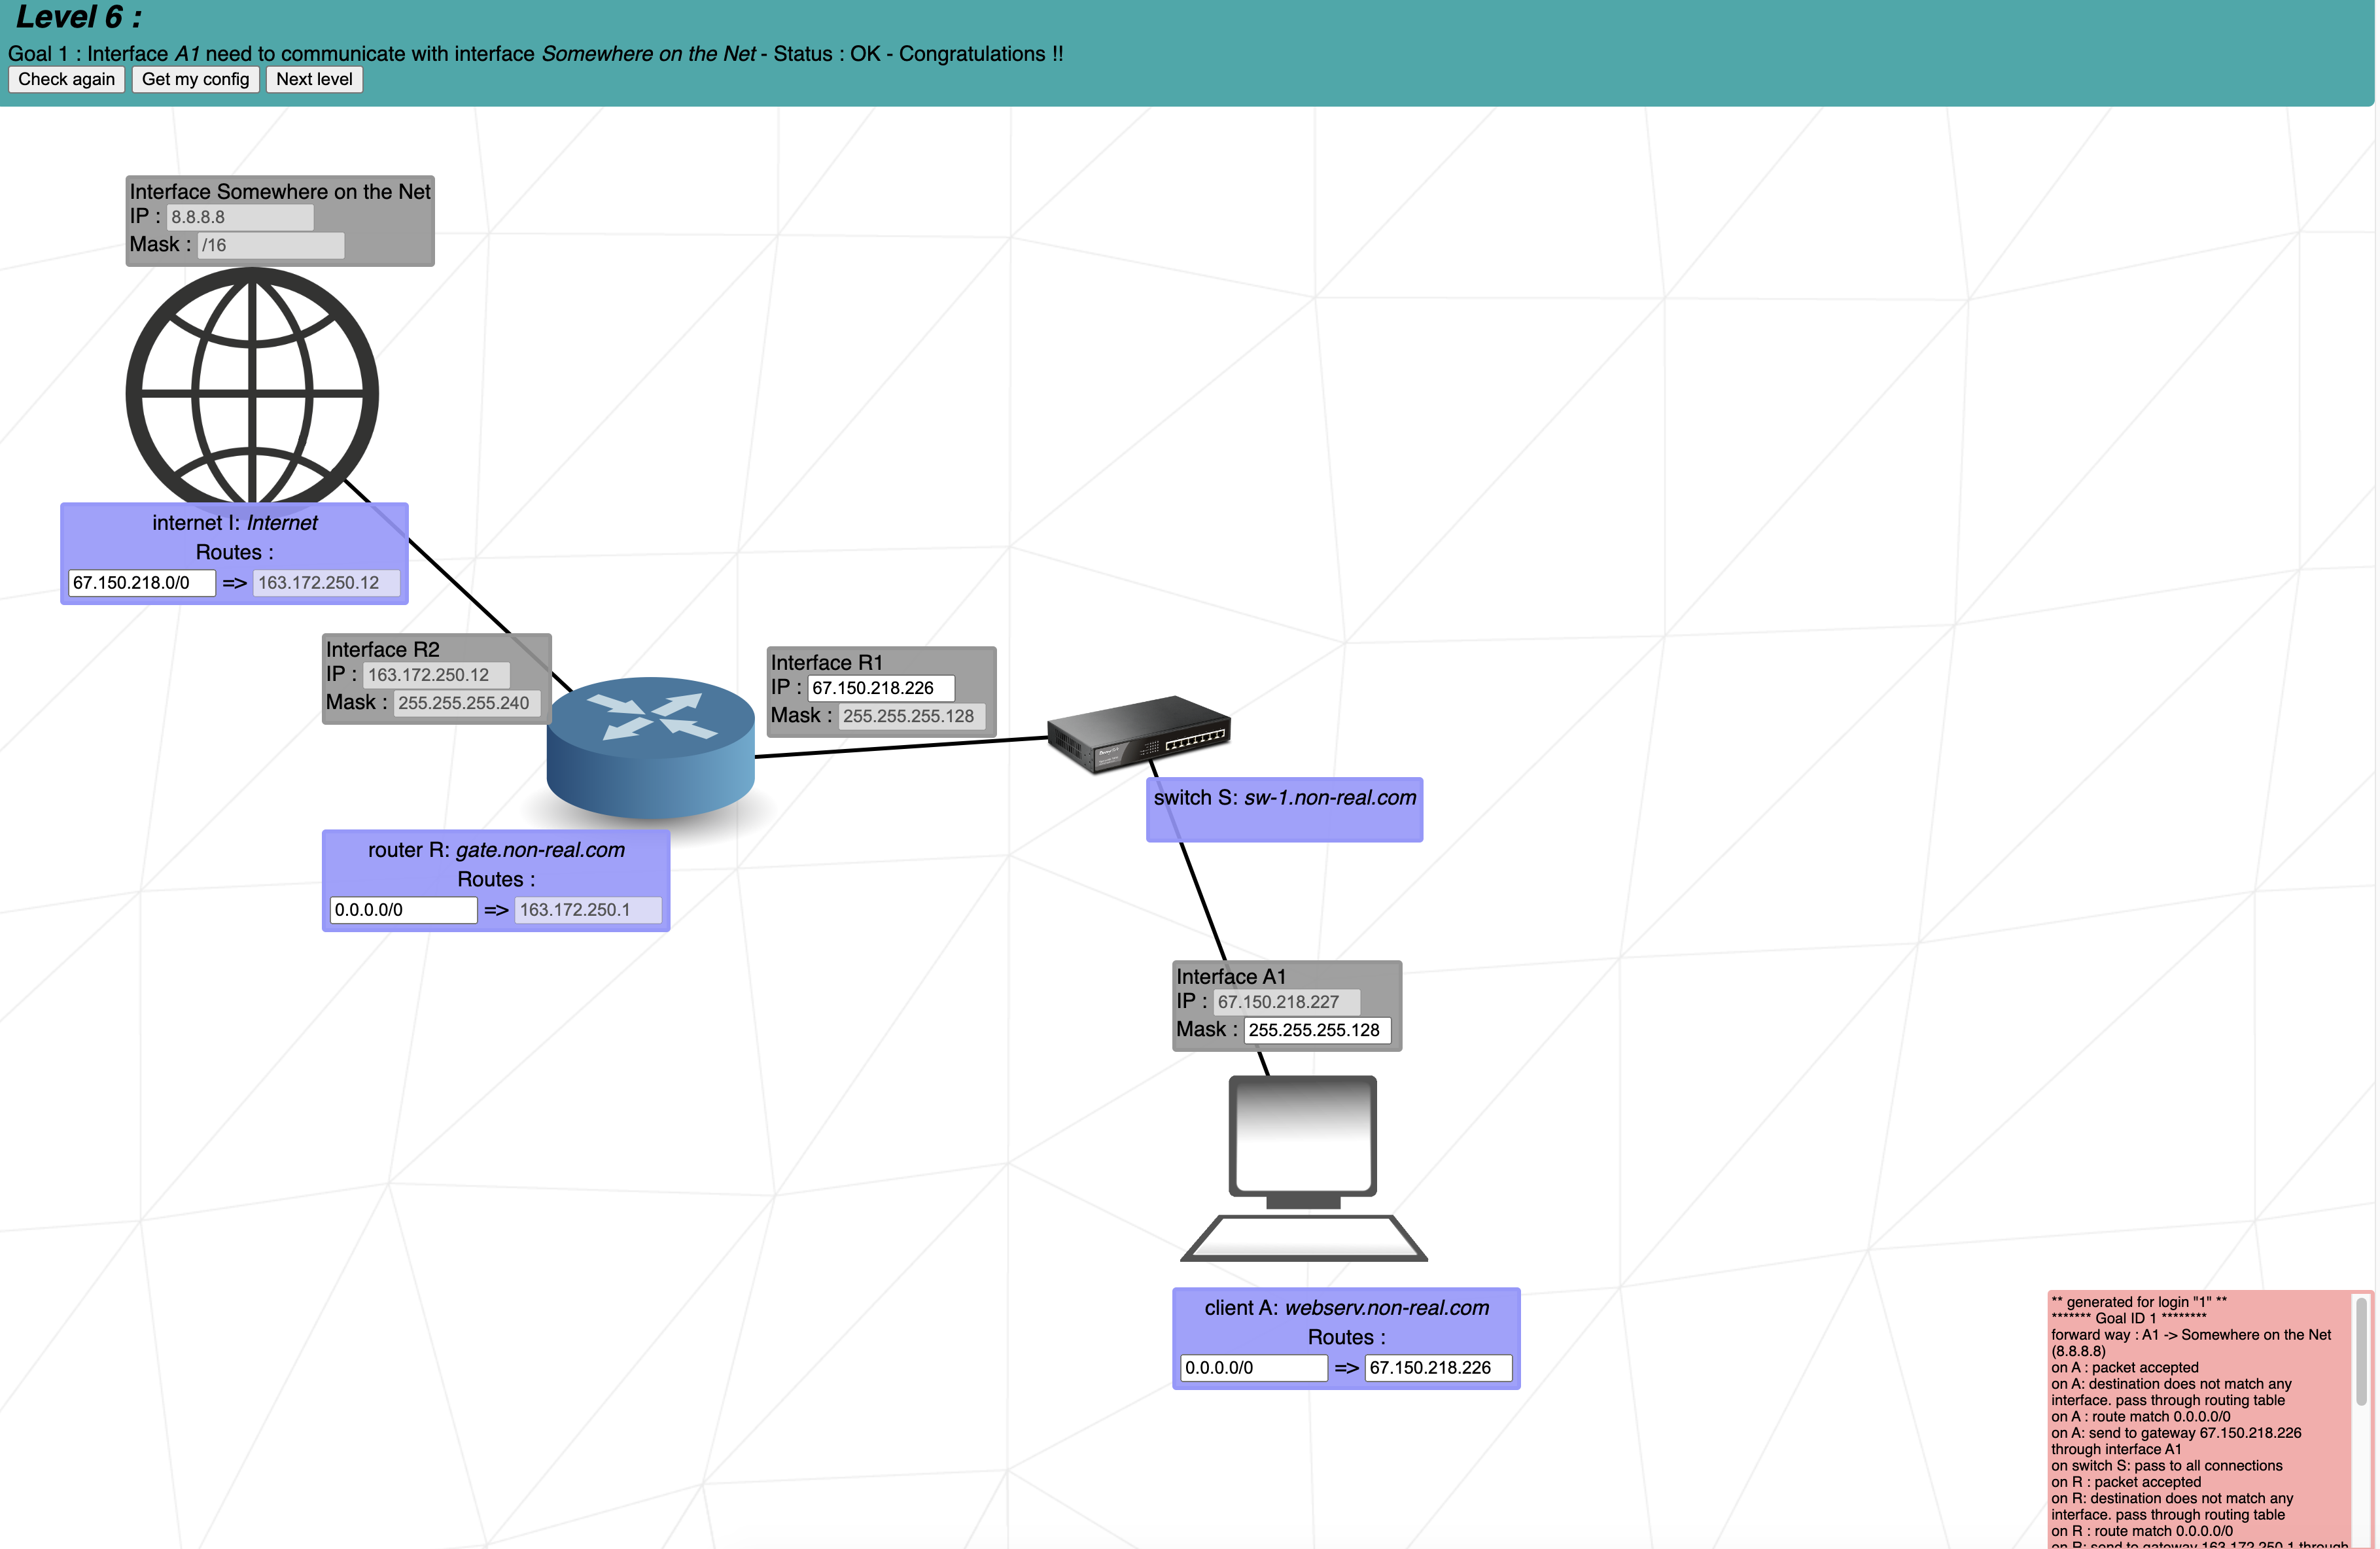 Level 6 :
Goal 1 : Interface A1 need to communicate with interface Somewhere on the Net - Status : OK - Congratulations !!
Check again Get my config Next level
Interface Somewhere on the Net
IP : 8.8.8.8
Mask : /16
internet I: Internet
Routes :
67.150.218.0/0 => 163.172.250.12
Interface R2
IP : 163.172.250.12
Mask : 255.255.255.240
Interface R1
IP : 67.150.218.226
Mask : 255.255.255.128
switch S: sw-1.non-real.com
router R: gate.non-real.com
Routes :
0.0.0.0/0 => 163.172.250.1
Interface A1
IP : 67.150.218.227
Mask : 255.255.255.128
client A: webserv.non-real.com
Routes :
0.0.0.0/0 => 67.150.218.226
** generated for login "1" **
******* Goal ID 1 ********
forward way : A1 -> Somewhere on the Net
(8.8.8.8)
on A : packet accepted
on A: destination does not match any
interface. pass through routing table
on A : route match 0.0.0.0/0
on A: send to gateway 67.150.218.226
through interface A1
on switch S: pass to all connections
on R : packet accepted
on R: destination does not match any
interface. pass through routing table
on R : route match 0.0.0.0/0
on R: send to gateway 163.172.250.1 through